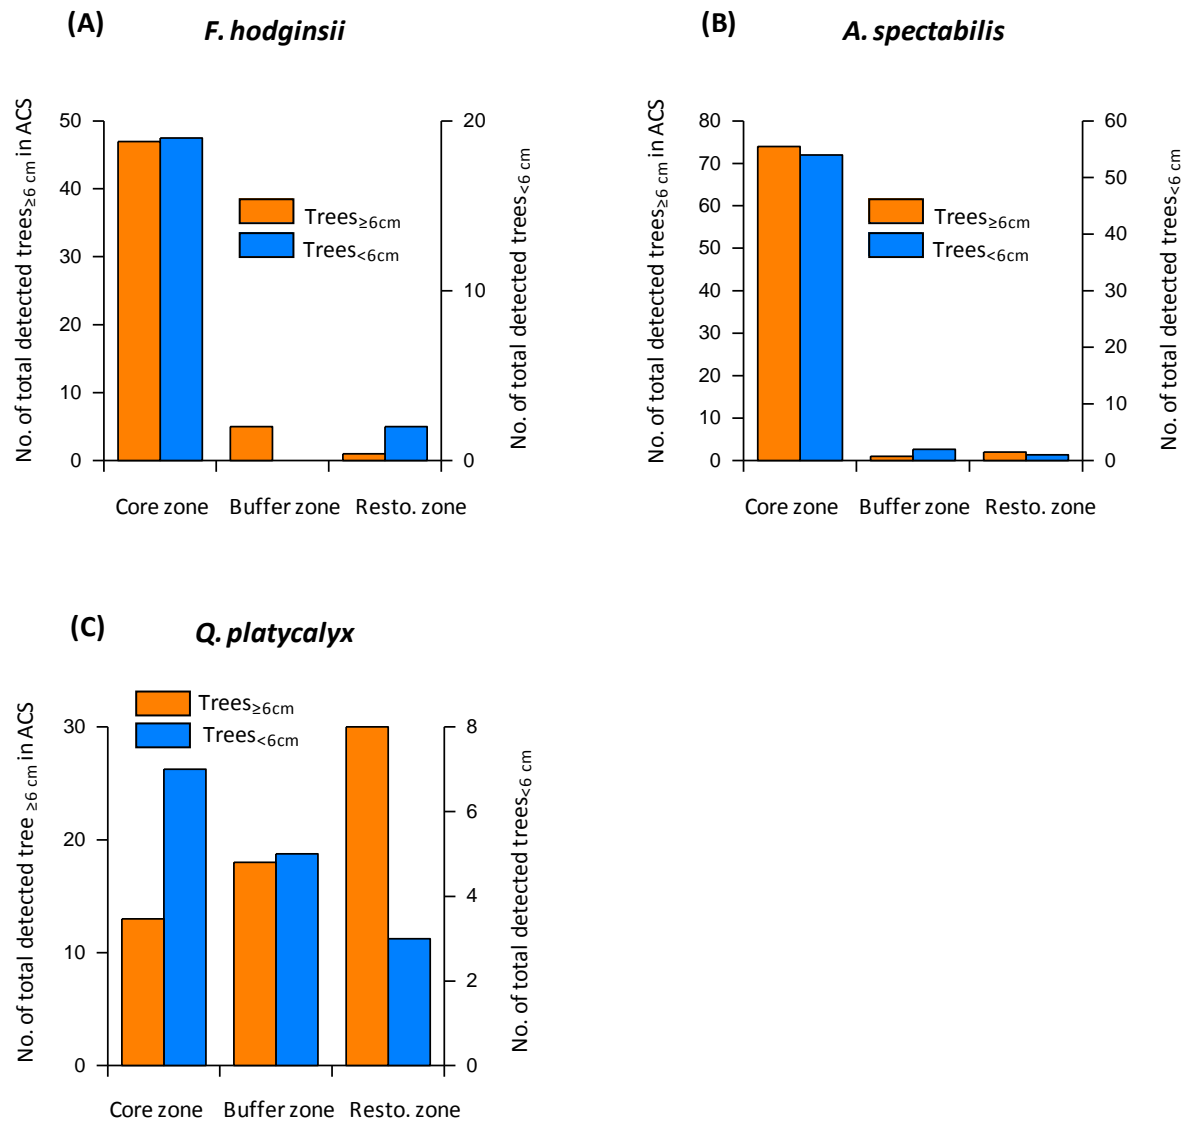 (A) F. hodginsii
No. of total detected trees≥6 cm in ACS
50
40
30
20
10
0
Trees≥6cm
Trees<6cm
20
10
0
No. of total detected trees<6 cm
Core zone Buffer zone Resto. zone
(B) A. spectabilis
No. of total detected trees≥6 cm in ACS
80
70
60
50
40
30
20
10
0
Trees≥6cm
Trees<6cm
60
50
40
30
20
10
0
No. of total detected trees<6 cm
Core zone Buffer zone Resto. zone
(C) Q. platycalyx
No. of total detected tree ≥6 cm in ACS
Trees≥6cm
Trees<6cm
30
20
10
0
8
6
4
2
0
No. of total detected trees<6 cm
Core zone Buffer zone Resto. zone